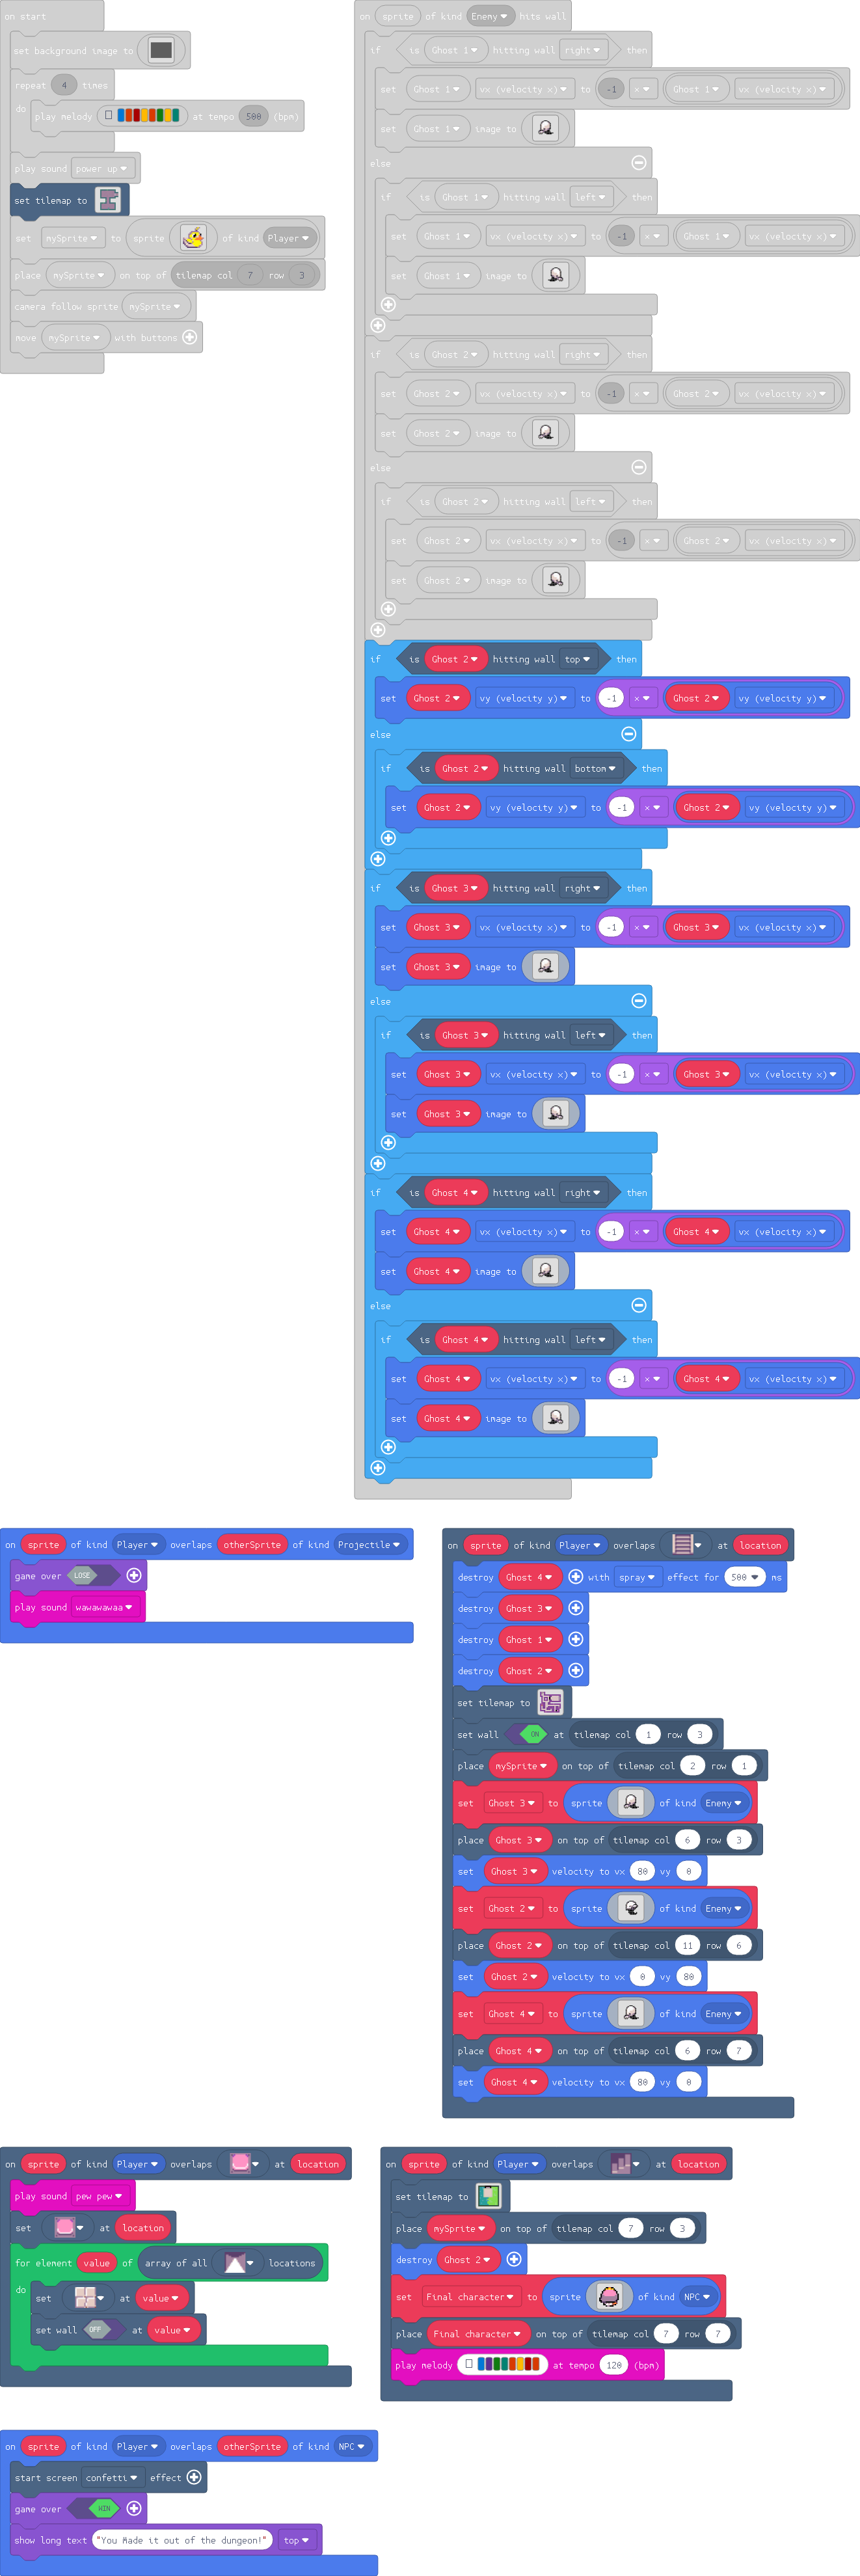 on start
set background image to
repeat 4 times
do
play melody at tempo 500 (bpm)
play sound power up
set tilemap to
set mySprite to sprite of kind Player
place mySprite on top of tilemap col 7 row 3
camera follow sprite mySprite
move mySprite with buttons
on sprite of kind Enemy hits wall
if is Ghost 1 hitting wall right then
set Ghost 1 vx (velocity x) to -1 × Ghost 1 vx (velocity x)
set Ghost 1 image to
else
if is Ghost 1 hitting wall left then
set Ghost 1 vx (velocity x) to -1 × Ghost 1 vx (velocity x)
set Ghost 1 image to
if is Ghost 2 hitting wall right then
set Ghost 2 vx (velocity x) to -1 × Ghost 2 vx (velocity x)
set Ghost 2 image to
else
if is Ghost 2 hitting wall left then
set Ghost 2 vx (velocity x) to -1 × Ghost 2 vx (velocity x)
set Ghost 2 image to
if is Ghost 2 hitting wall top then
set Ghost 2 vy (velocity y) to -1 × Ghost 2 vy (velocity y)
else
if is Ghost 2 hitting wall bottom then
set Ghost 2 vy (velocity y) to -1 × Ghost 2 vy (velocity y)
if is Ghost 3 hitting wall right then
set Ghost 3 vx (velocity x) to -1 × Ghost 3 vx (velocity x)
set Ghost 3 image to
else
if is Ghost 3 hitting wall left then
set Ghost 3 vx (velocity x) to -1 × Ghost 3 vx (velocity x)
set Ghost 3 image to
if is Ghost 4 hitting wall right then
set Ghost 4 vx (velocity x) to -1 × Ghost 4 vx (velocity x)
set Ghost 4 image to
else
if is Ghost 4 hitting wall left then
set Ghost 4 vx (velocity x) to -1 × Ghost 4 vx (velocity x)
set Ghost 4 image to
on sprite of kind Player overlaps otherSprite of kind Projectile
game over LOSE
play sound wawawawaa
on sprite of kind Player overlaps at location
destroy Ghost 4 with spray effect for 500 ms
destroy Ghost 3
destroy Ghost 1
destroy Ghost 2
set tilemap to
set wall ON at tilemap col 1 row 3
place mySprite on top of tilemap col 2 row 1
set Ghost 3 to sprite of kind Enemy
place Ghost 3 on top of tilemap col 6 row 3
set Ghost 3 velocity to vx 80 vy 0
set Ghost 2 to sprite of kind Enemy
place Ghost 2 on top of tilemap col 11 row 6
set Ghost 2 velocity to vx 0 vy 80
set Ghost 4 to sprite of kind Enemy
place Ghost 4 on top of tilemap col 6 row 7
set Ghost 4 velocity to vx 80 vy 0
on sprite of kind Player overlaps at location
play sound pew pew
set at location
for element value of array of all locations
do
set at value
set wall OFF at value
on sprite of kind Player overlaps at location
set tilemap to
place mySprite on top of tilemap col 7 row 3
destroy Ghost 2
set Final character to sprite of kind NPC
place Final character on top of tilemap col 7 row 7
play melody at tempo 120 (bpm)
on sprite of kind Player overlaps otherSprite of kind NPC
start screen confetti effect
game over WIN
show long text "You Made it out of the dungeon!" top